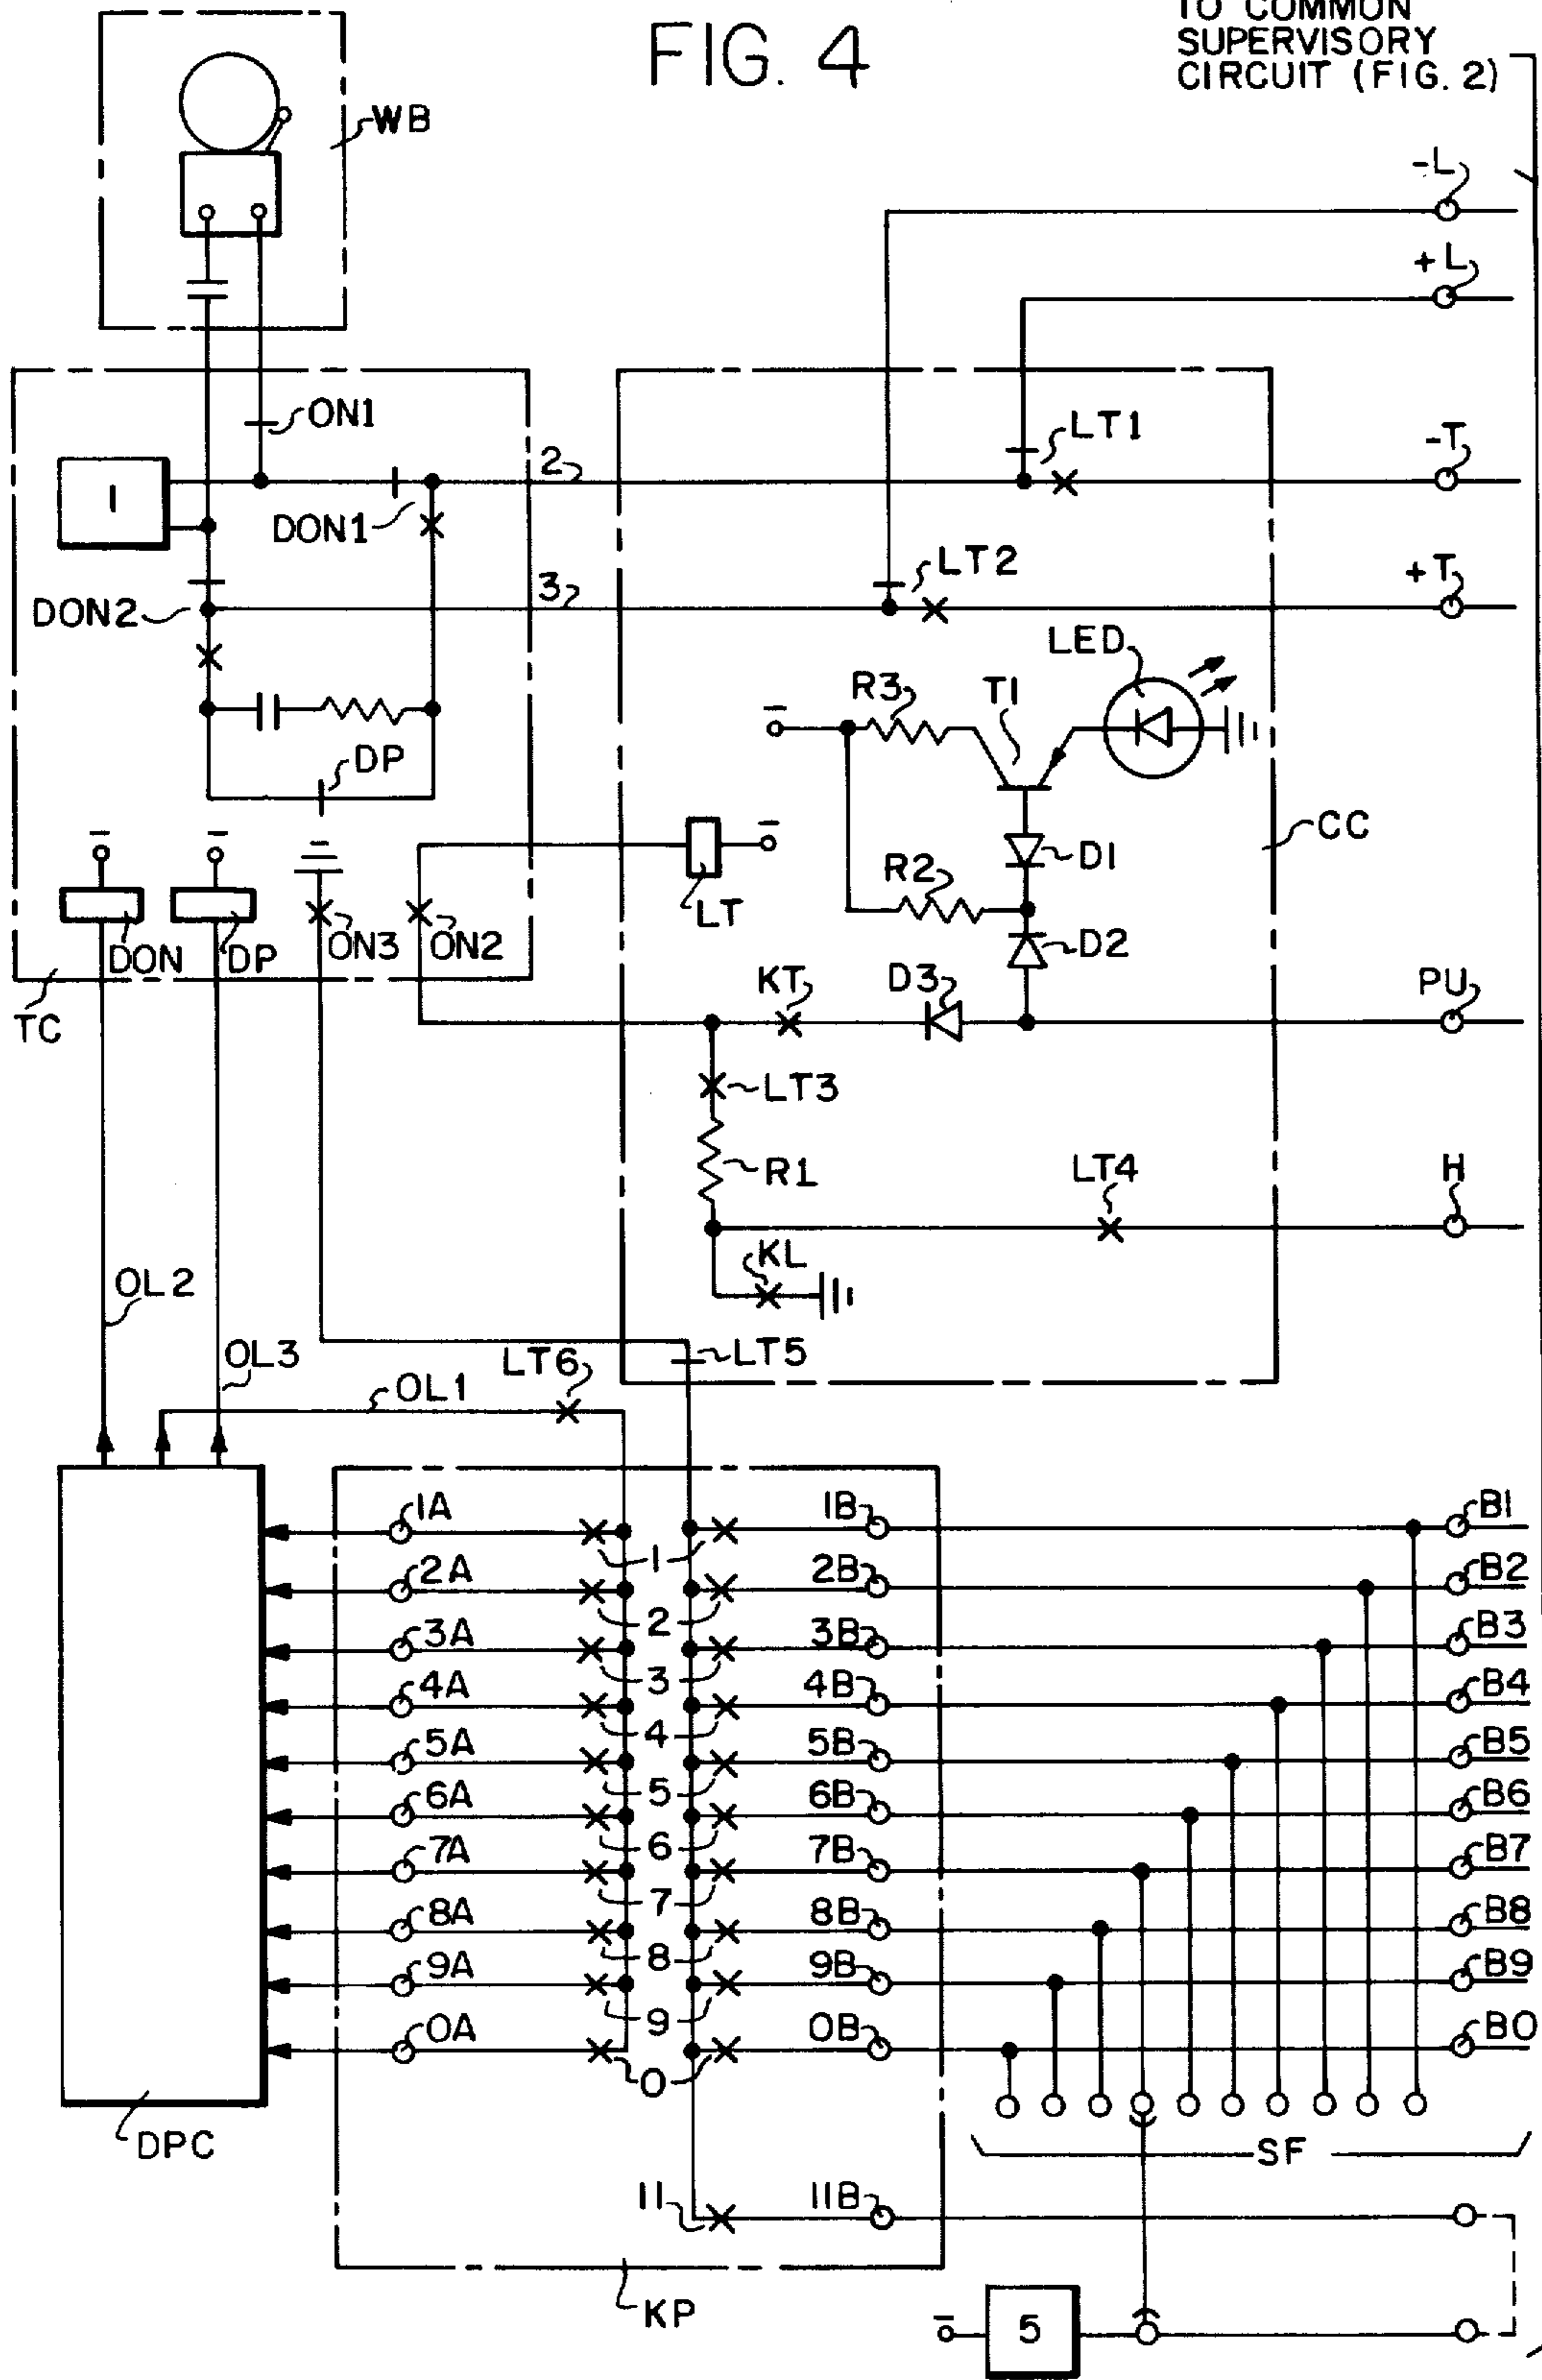 FIG. 4
TO COMMON
SUPERVISORY
CIRCUIT (FIG. 2)
WB
-L
+L
ON1
LT1
-T
2
1
DON1
LT2
+T
3
DON2
LED
R3
T1
DP
CC
D1
R2
LT
D2
DON
DP
ON3
ON2
TC
KT
D3
PU
LT3
R1
LT4
H
KL
OL2
OL3
LT6
LT5
OL1
1A
1
1B
B1
2A
2
2B
B2
3A
3
3B
B3
4A
4
4B
B4
5A
5
5B
B5
6A
6
6B
B6
7A
7
7B
B7
8A
8
8B
B8
9A
9
9B
B9
0A
0
0B
B0
DPC
SF
11
11B
KP
5